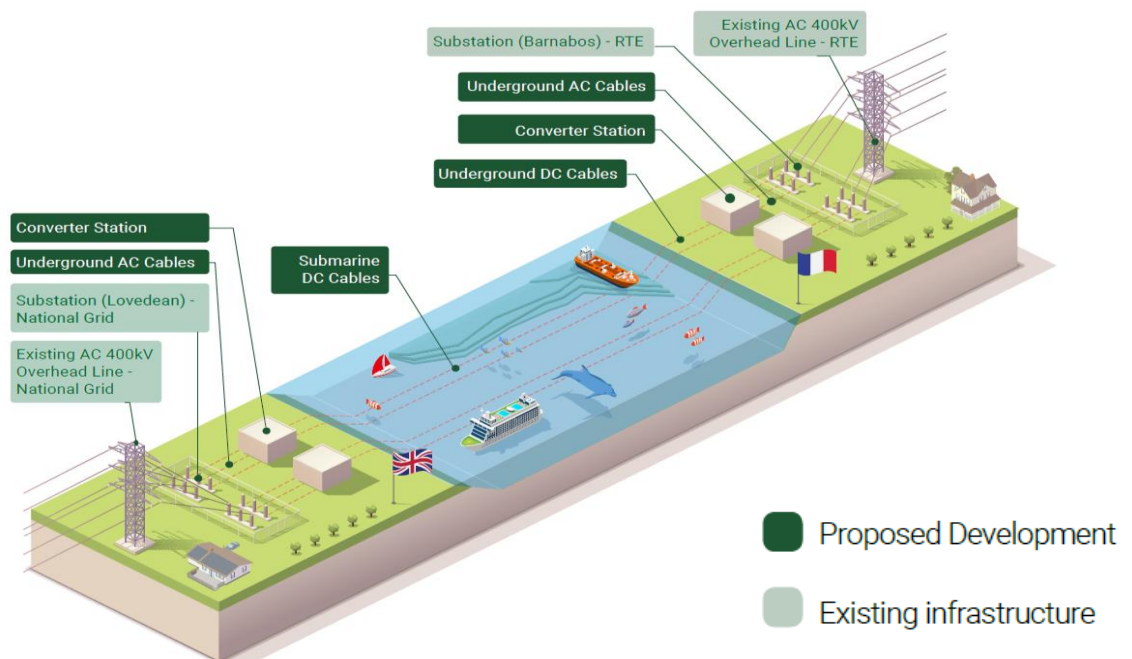 Substation (Barnabos) - RTE
Existing AC 400kV
Overhead Line - RTE
Underground AC Cables
Converter Station
Underground DC Cables
Converter Station
Underground AC Cables
Substation (Lovedean) -
National Grid
Existing AC 400kV
Overhead Line -
National Grid
Submarine
DC Cables
Proposed Development
Existing infrastructure